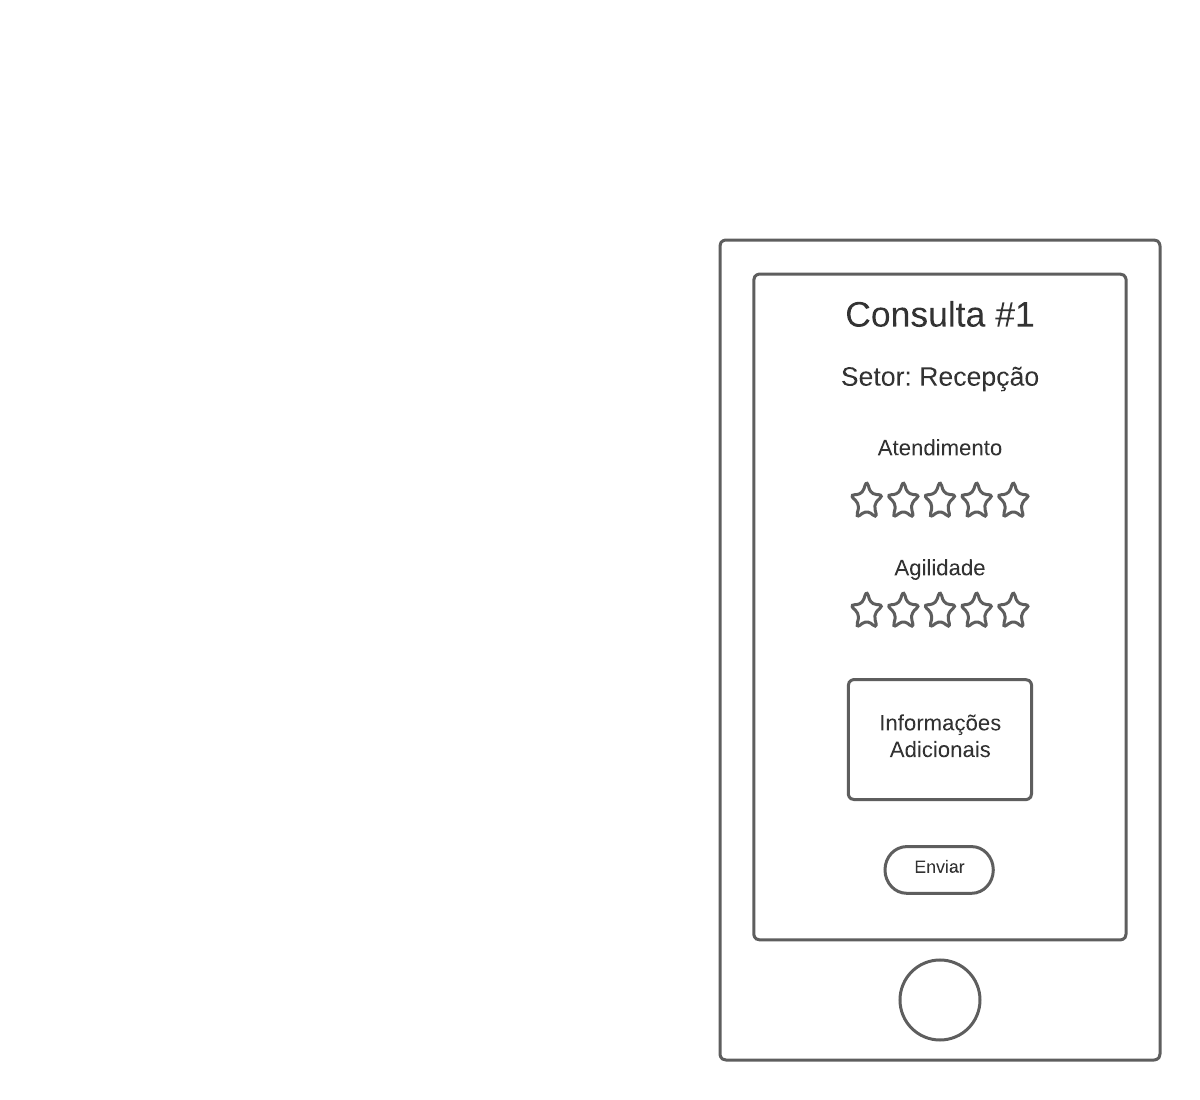 Consulta #1
Setor: Recepção
Atendimento
Agilidade
Informações
Adicionais
Enviar